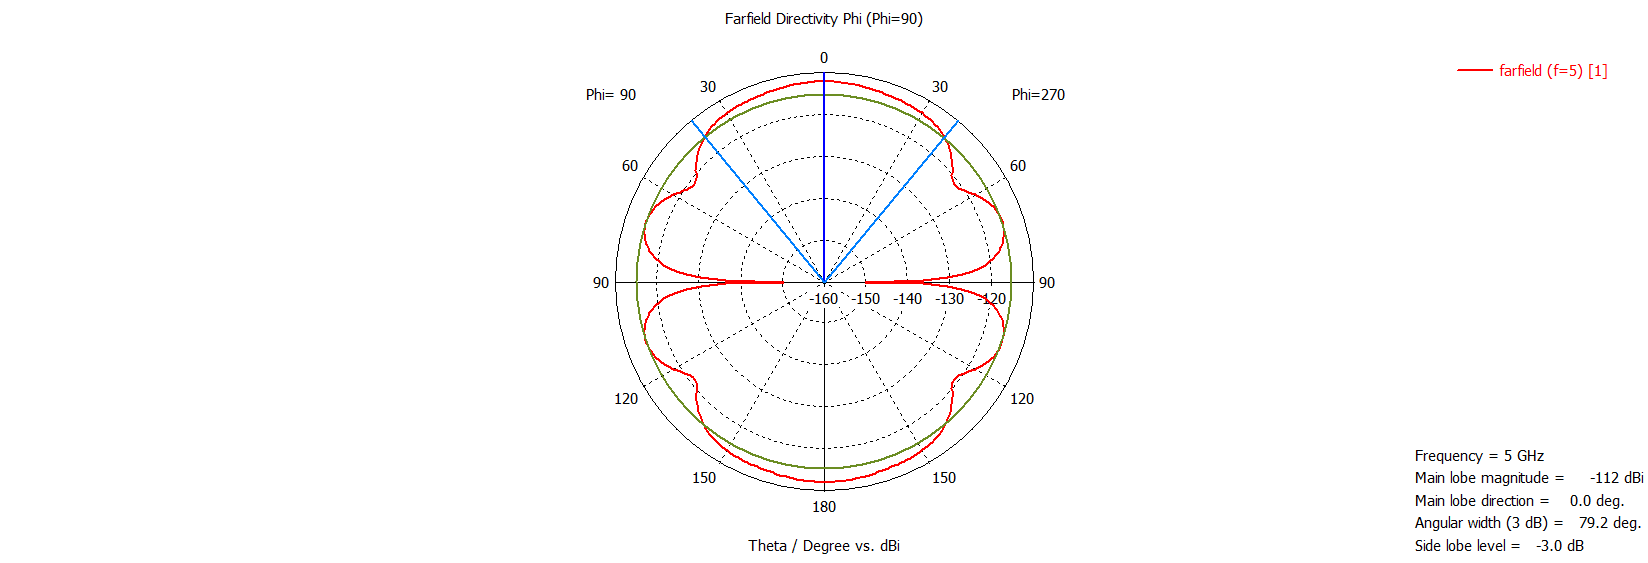 Farfield Directivity Phi (Phi=90)
0
farfield (f=5) [1]
30
30
Phi= 90
Phi=270
60
60
90
90
-160
-150
-140
-130
-120
120
120
150
150
180
Frequency = 5 GHz
Main lobe magnitude = -112 dBi
Main lobe direction = 0.0 deg.
Angular width (3 dB) = 79.2 deg.
Side lobe level = -3.0 dB
Theta / Degree vs. dBi